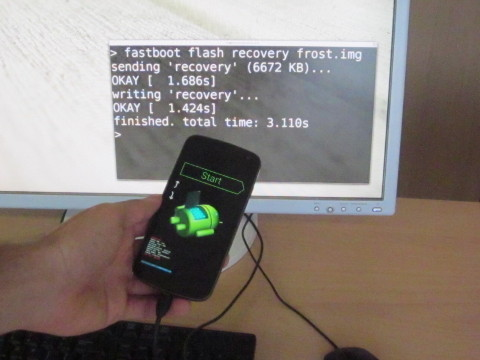 > fastboot flash recovery frost.img
sending 'recovery' (6672 KB)...
OKAY [  1.686s]
writing 'recovery'...
OKAY [  1.424s]
finished. total time: 3.110s
>
Start